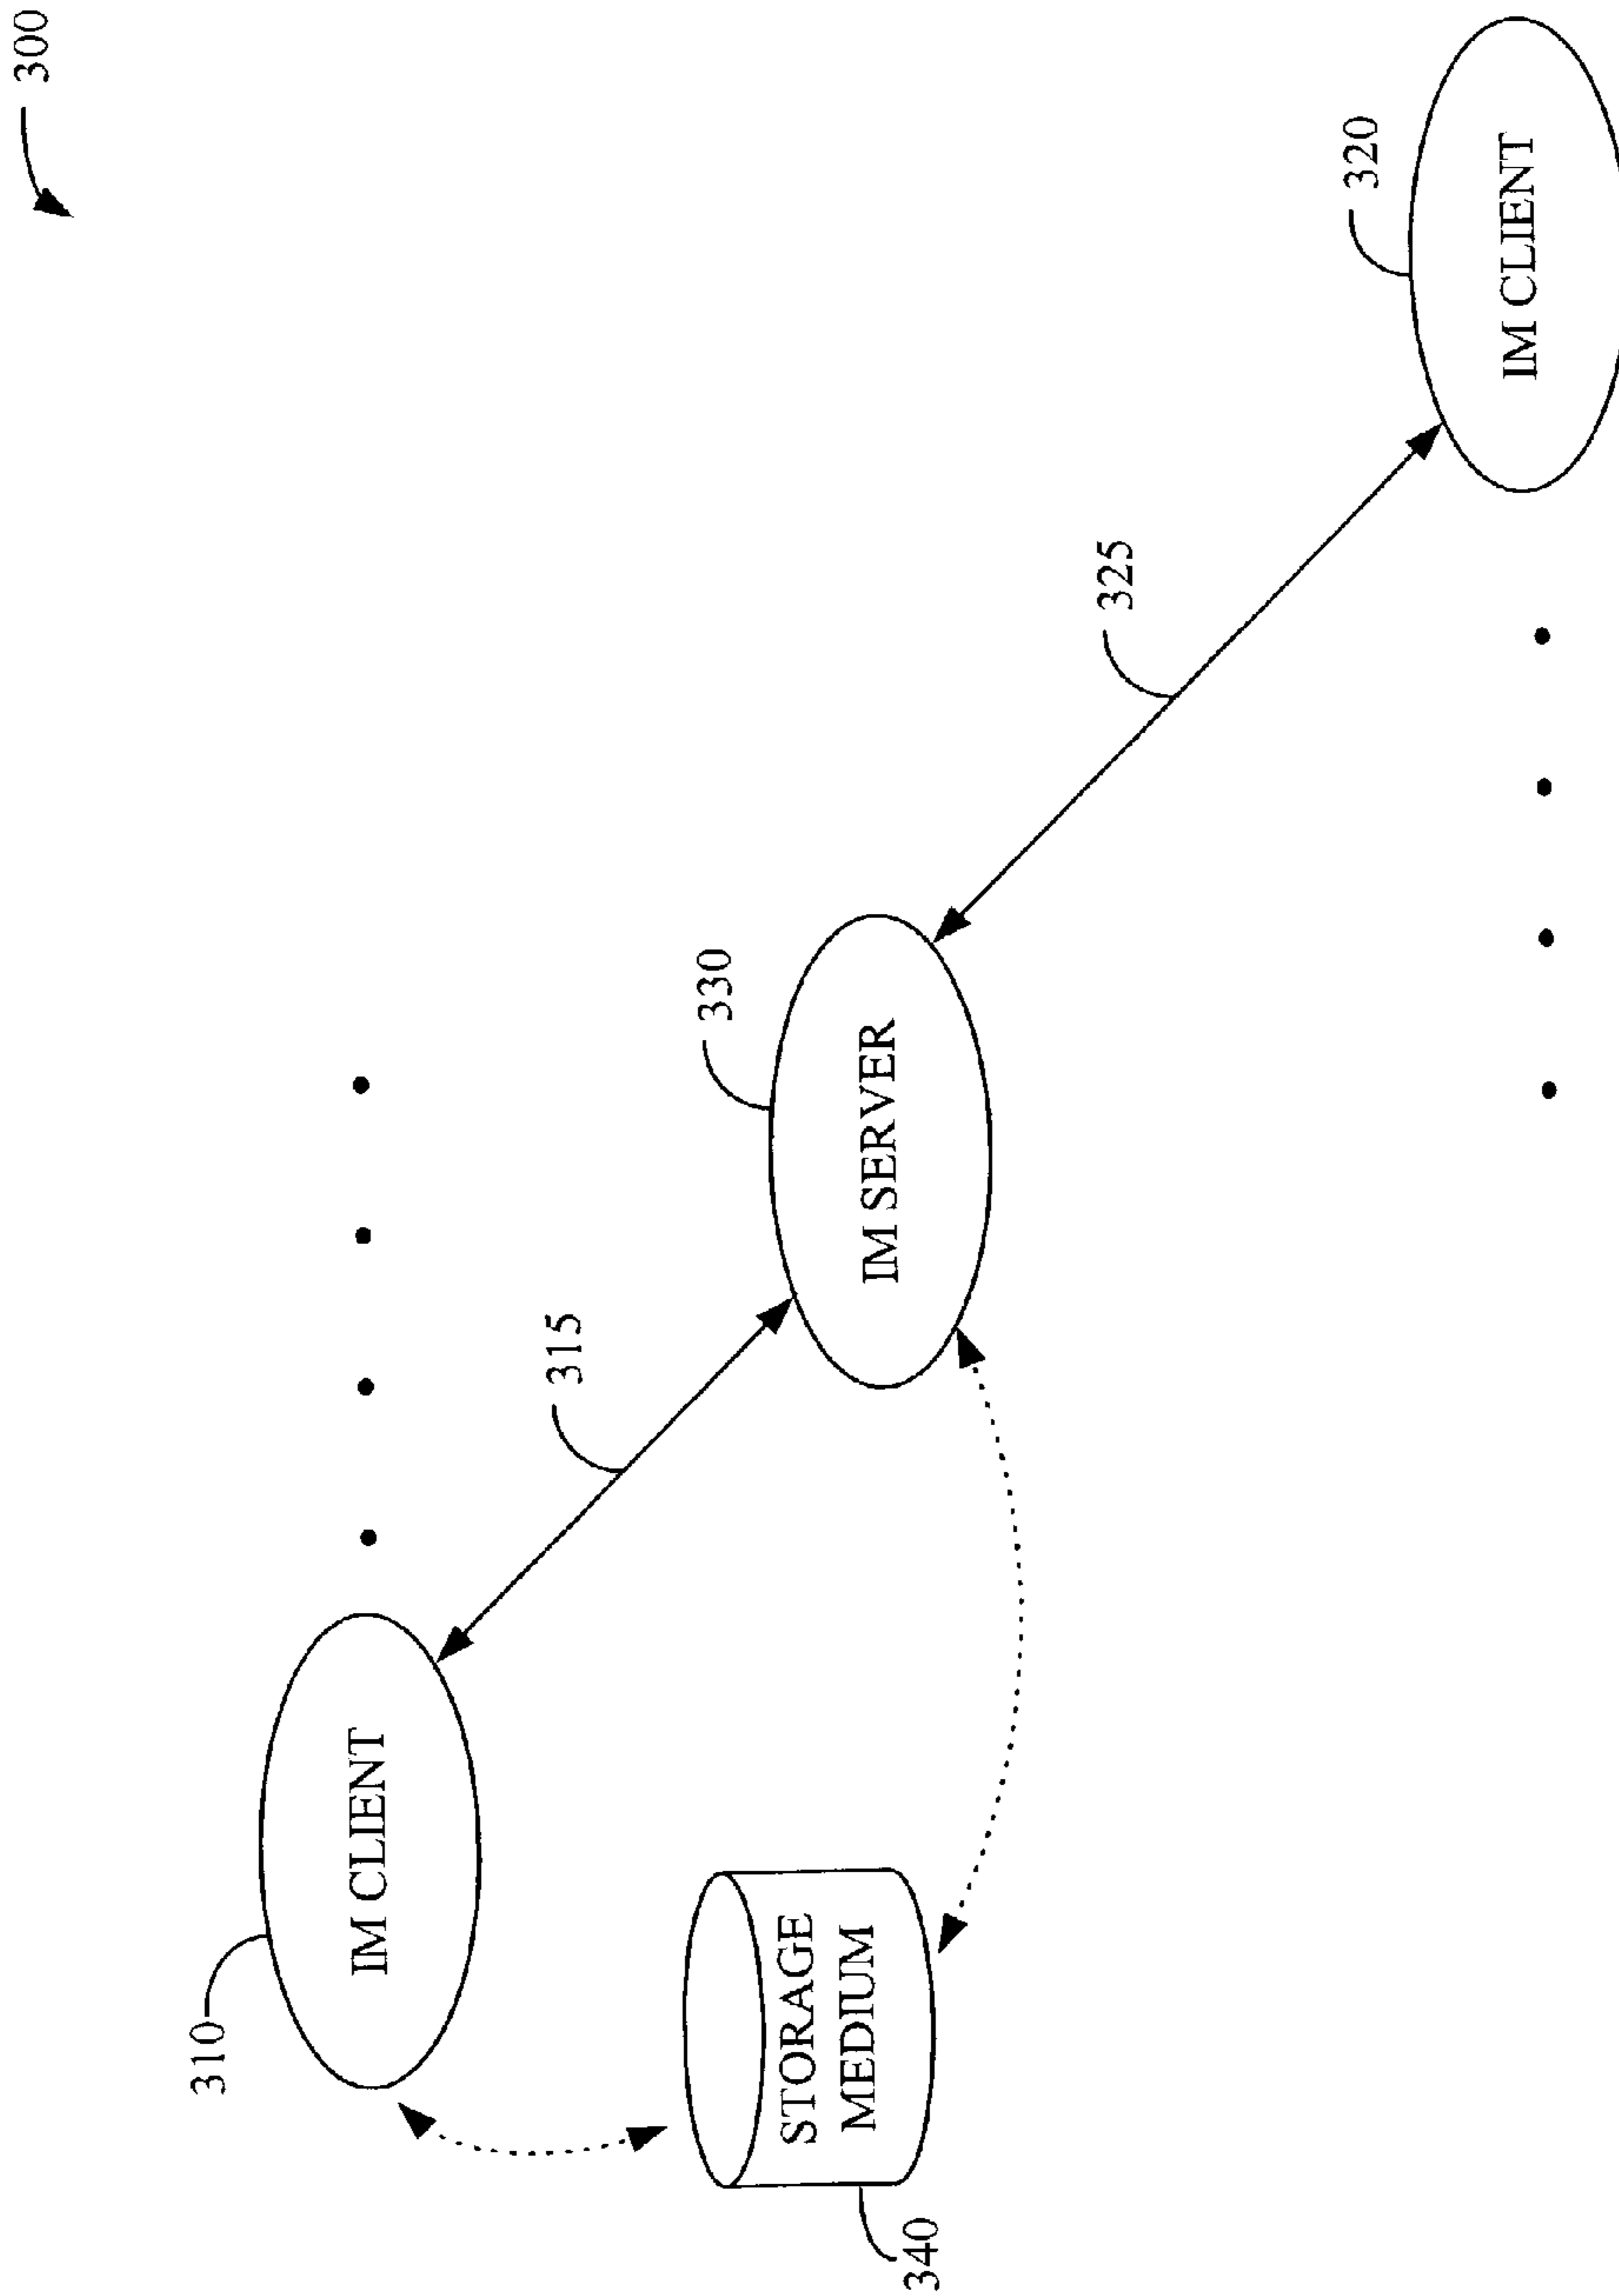 300
310
IM CLIENT
315
330
IM SERVER
325
320
IM CLIENT
STORAGE
MEDIUM
340